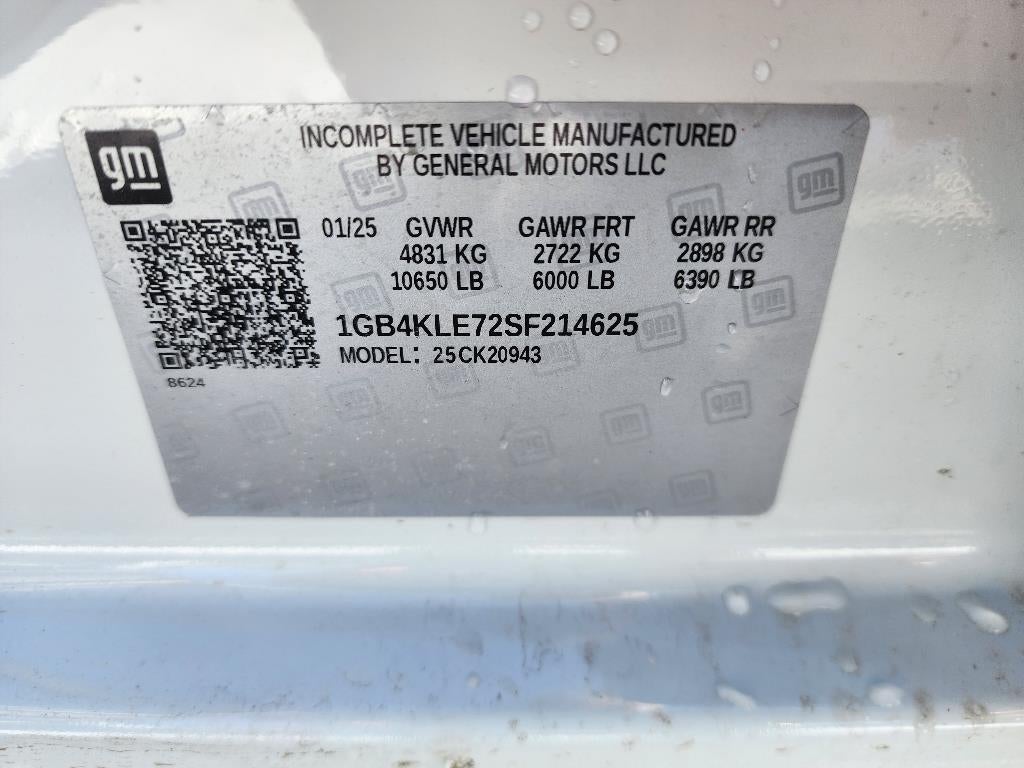 gm
INCOMPLETE VEHICLE MANUFACTURED
BY GENERAL MOTORS LLC
01/25 GVWR GAWR FRT GAWR RR
4831 KG 2722 KG 2898 KG
10650 LB 6000 LB 6390 LB
1GB4KLE72SF214625
MODEL: 25CK20943
8624